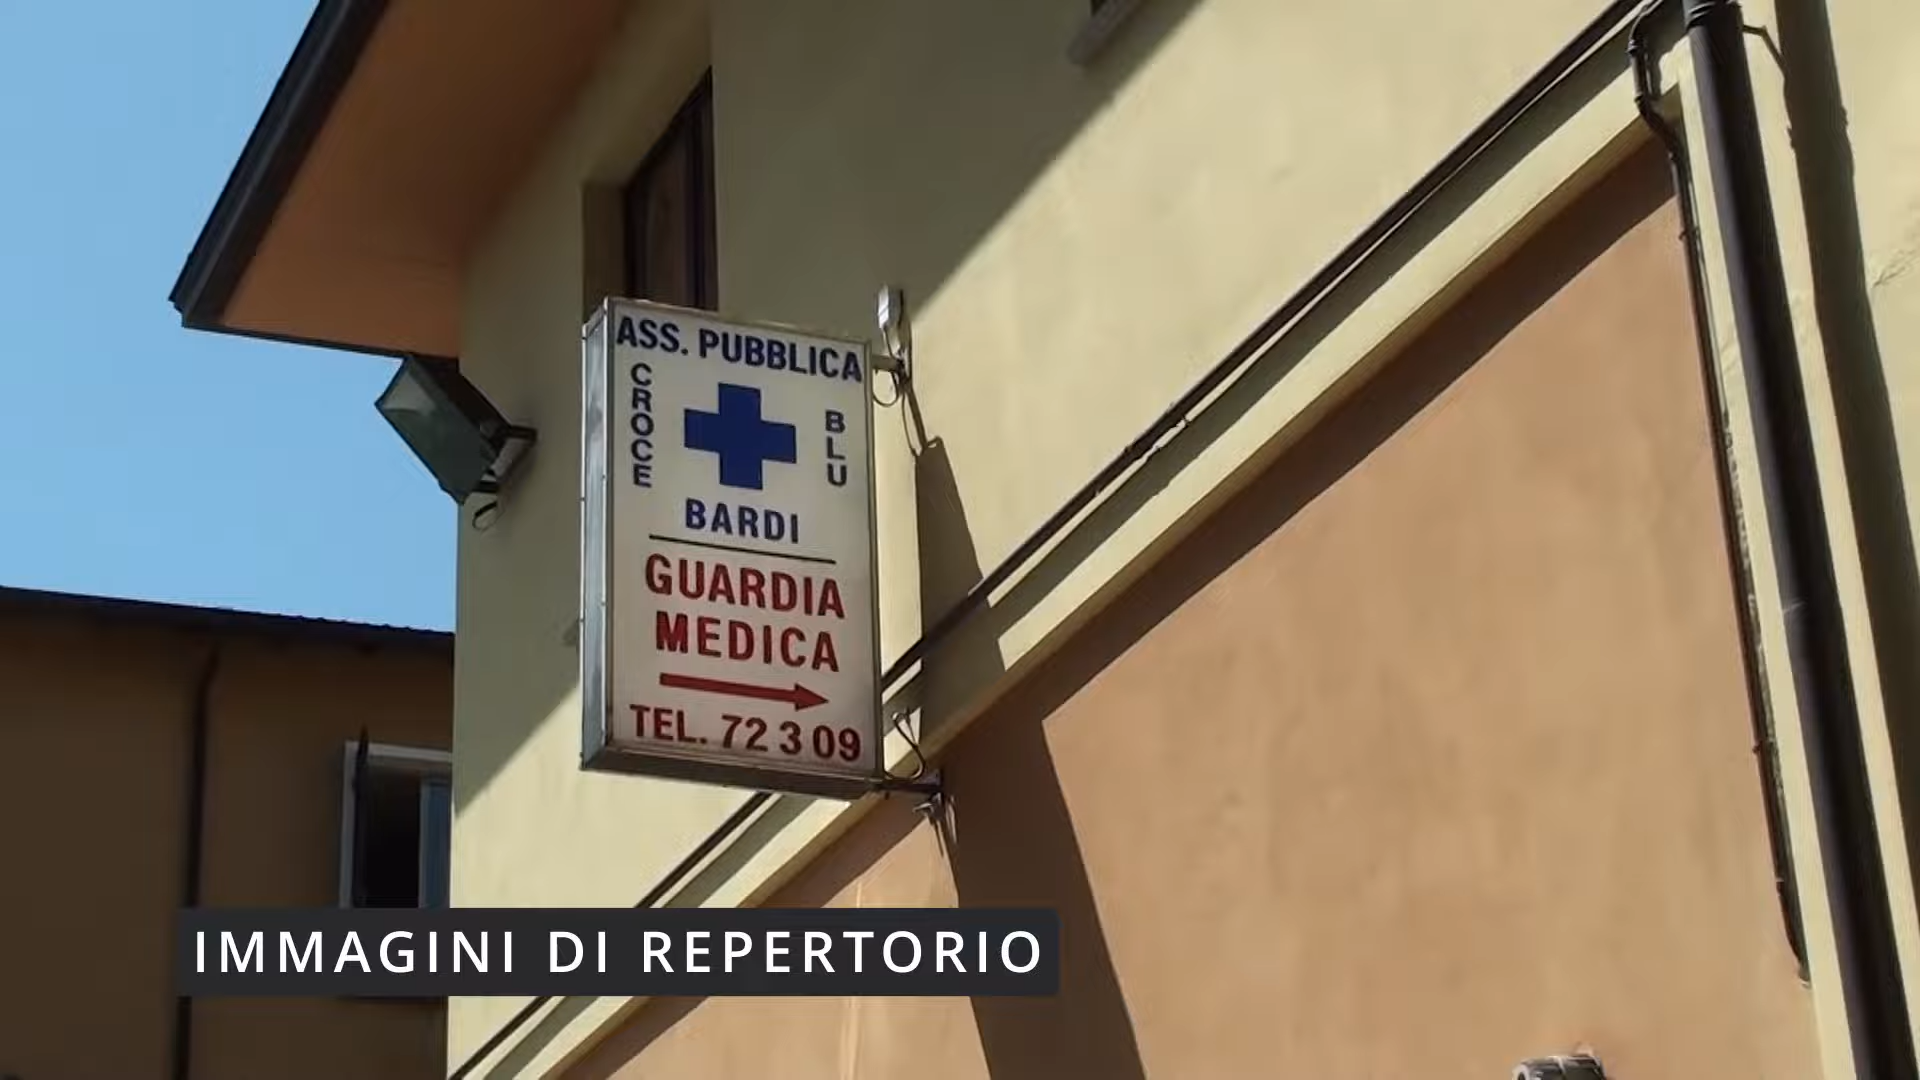 ASS. PUBBLICA
CROCE
BLU
BARDI
GUARDIA
MEDICA
TEL. 72 3 09
IMMAGINI DI REPERTORIO